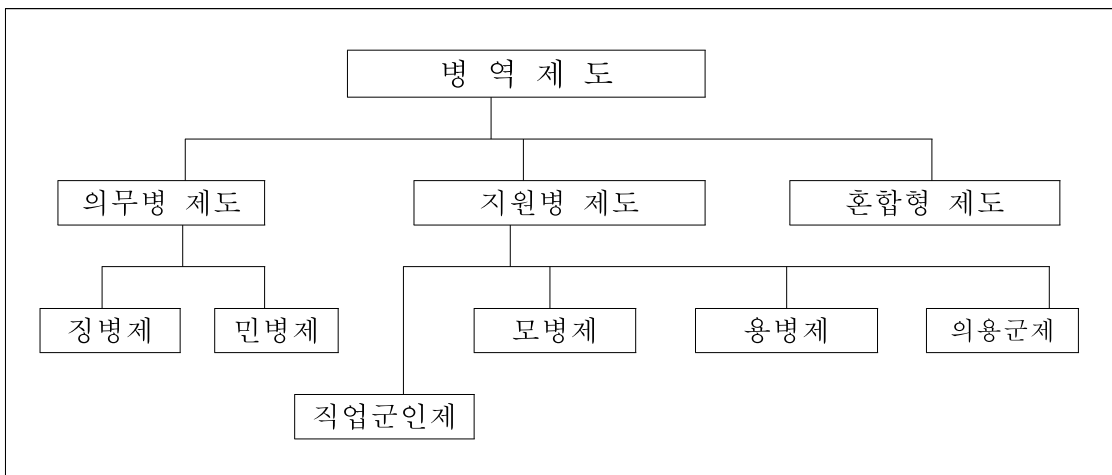 병 역 제 도
의무병 제도 지원병 제도 혼합형 제도
징병제 민병제 모병제 용병제 의용군제
직업군인제